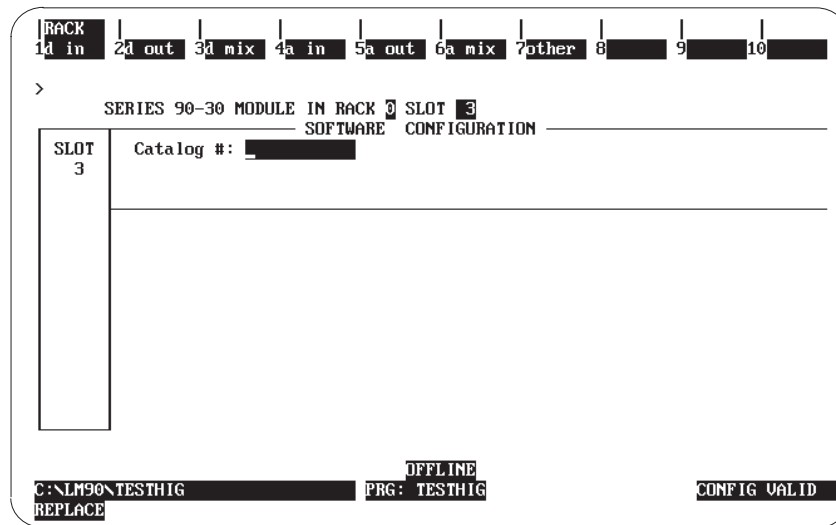 RACK
1d in 2d out 3d mix 4a in 5a out 6a mix 7other 8 9 10
>
SERIES 90-30 MODULE IN RACK 0 SLOT 3
SOFTWARE CONFIGURATION
SLOT Catalog #:
3
OFFLINE
C:\LM90\TESTHIG PRG: TESTHIG CONFIG VALID
REPLACE